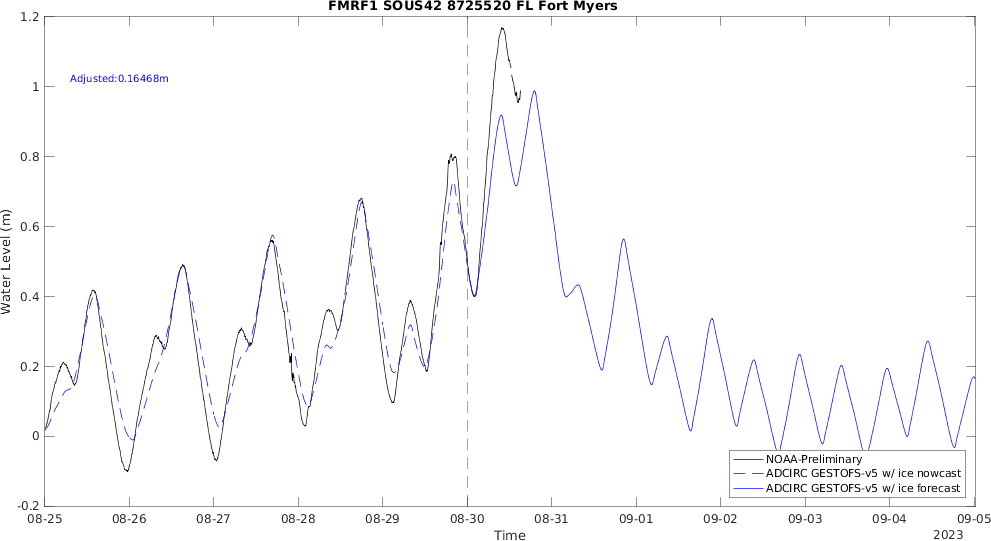 FMRF1 SOUS42 8725520 FL Fort Myers
1.2
1
0.8
0.6
0.4
0.2
0
-0.2
Water Level (m)
Adjusted:0.16468m
NOAA-Preliminary
ADCIRC GESTOFS-v5 w/ ice nowcast
ADCIRC GESTOFS-v5 w/ ice forecast
08-25 08-26 08-27 08-28 08-29 08-30 08-31 09-01 09-02 09-03 09-04 09-05
Time
2023